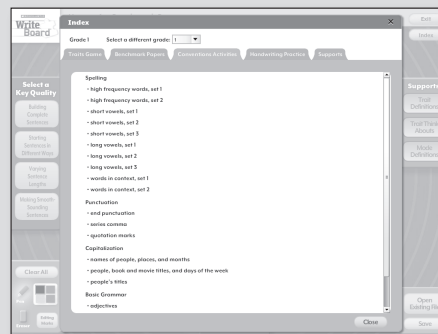 Write
Board
Index
Exit
Index
Grade 1 Select a different grade: 1
Traits Game Benchmark Papers Conventions Activities Handwriting Practice Supports
Select a
Key Quality
Building
Complete
Sentences
Starting
Sentences in
Different Ways
Varying
Sentence
Lengths
Making Smooth
Sounding
Sentences
Clear All
Eraser
Editing
Marks
Spelling
- high frequency words, set 1
- high frequency words, set 2
- short vowels, set 1
- short vowels, set 2
- short vowels, set 3
- long vowels, set 1
- long vowels, set 2
- long vowels, set 3
- words in context, set 1
- words in context, set 2
Punctuation
- end punctuation
- series comma
- quotation marks
Capitalization
- names of people, places, and months
- people, book and movie titles, and days of the week
- people's titles
Basic Grammar
- adjectives
Close
Supports
Trait
Definitions
Trait Think
Alouds
Mode
Definitions
Open
Existing File
Save